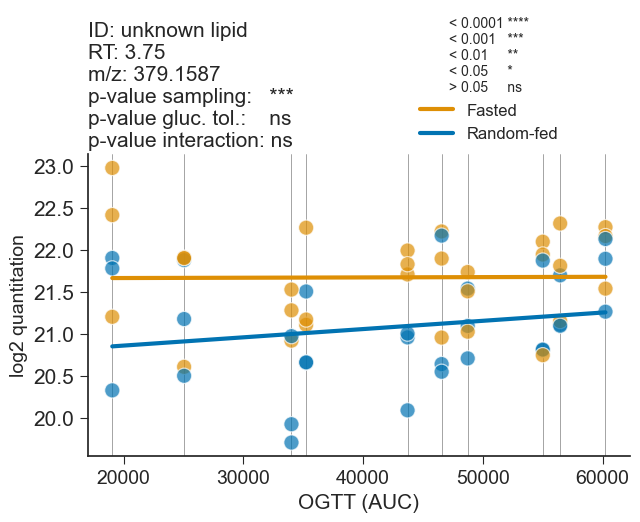 ID: unknown lipid
RT: 3.75
m/z: 379.1587
p-value sampling: ***
p-value gluc. tol.: ns
p-value interaction: ns
< 0.0001 ****
< 0.001 ***
< 0.01 **
< 0.05 *
> 0.05 ns
Fasted
Random-fed
23.0
22.5
22.0
21.5
21.0
20.5
20.0
log2 quantitation
20000 30000 40000 50000 60000
OGTT (AUC)